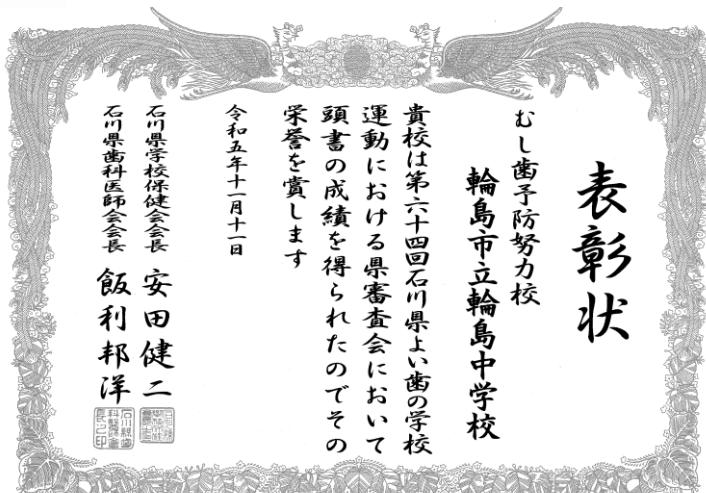 表彰状
むし歯予防努力校
輪島市立輪島中学校
貴校は第六十四回石川県よい歯の学校
運動における県審査会において
頭書の成績を得られたのでその
栄誉を賞します
令和五年十一月十一日
石川県学校保健会会長 安田健二
石川県歯科医師会会長 飯利邦洋